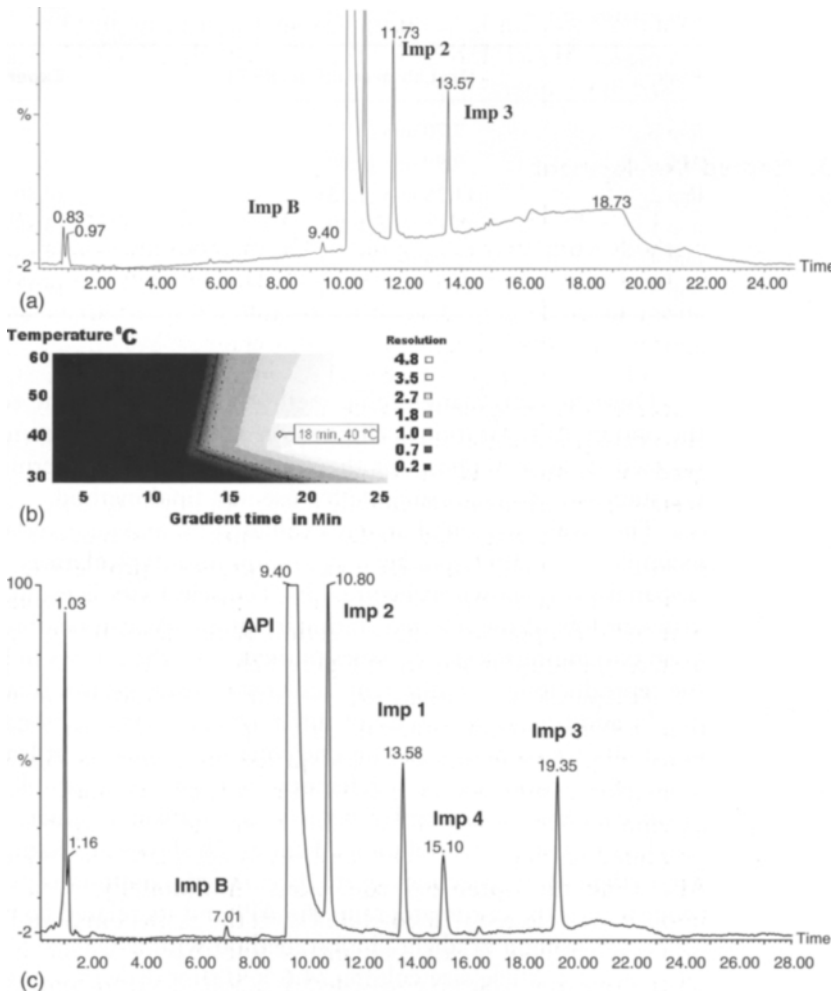 11.73
Imp 2
13.57
Imp 3
%
0.83
0.97
Imp B
9.40
18.73
-2
Time
2.00 4.00 6.00 8.00 10.00 12.00 14.00 16.00 18.00 20.00 22.00 24.00
(a)
Temperature ⁰C
Resolution
60
50
40
30
4.8
3.5
2.7
1.8
1.0
0.7
0.2
18 min, 40 °C
5 10 15 20 25
(b)
Gradient time in Min
100
9.40
10.80
1.03
API
Imp 2
Imp 1
13.58
Imp 3
19.35
%
Imp 4
15.10
1.16
Imp B
7.01
-2
2.00 4.00 6.00 8.00 10.00 12.00 14.00 16.00 18.00 20.00 22.00 24.00 26.00 28.00
(c)
Time